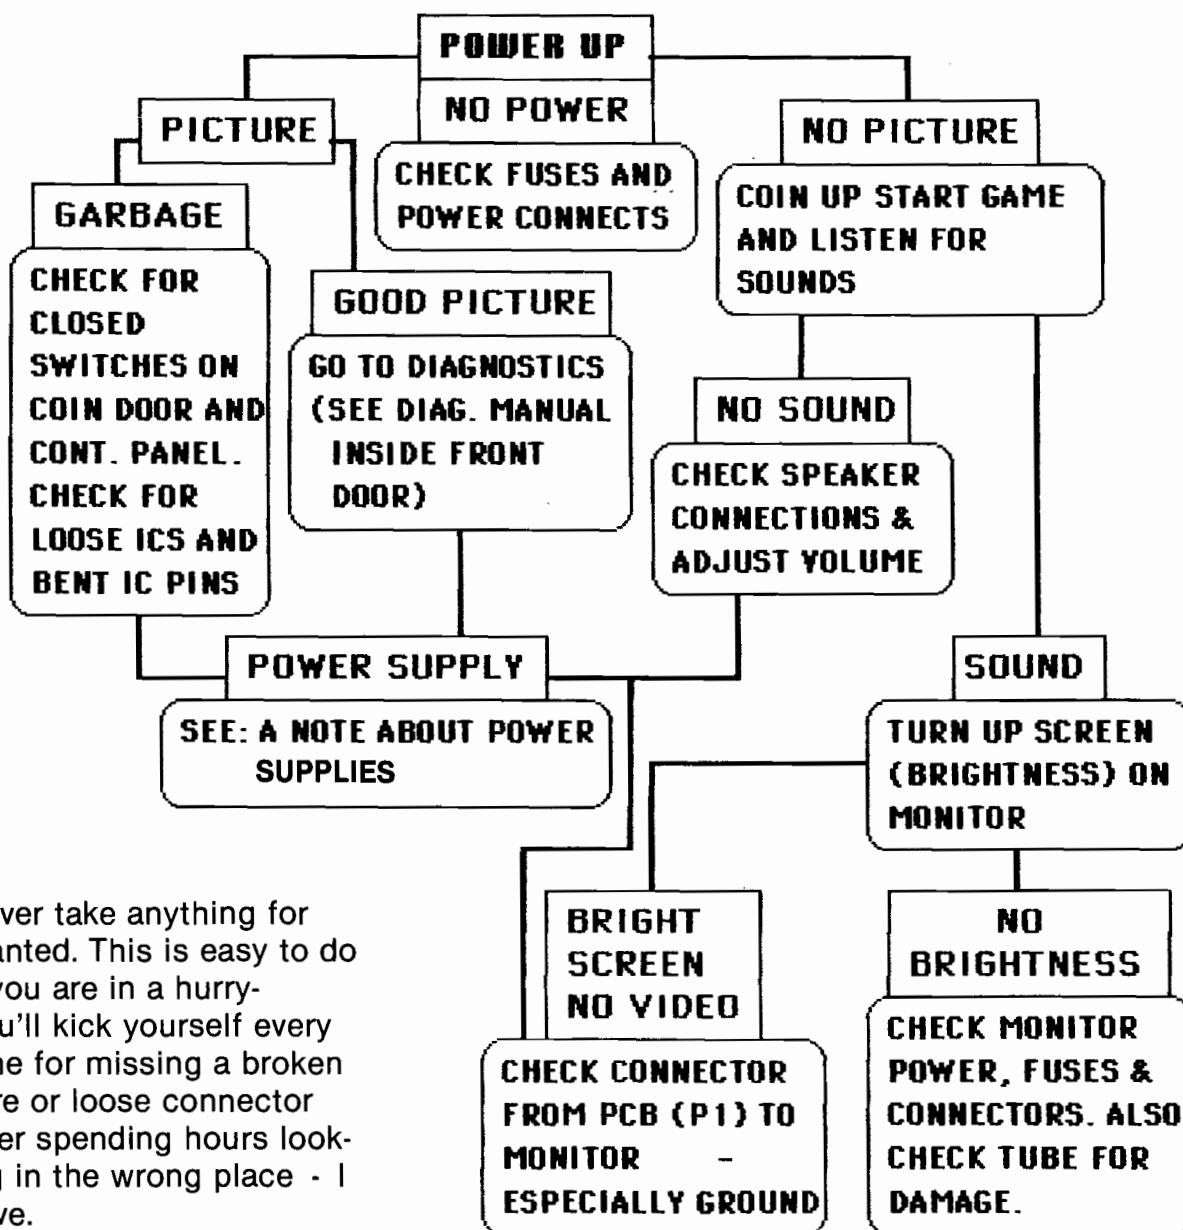 POWER UP
NO POWER
CHECK FUSES AND
POWER CONNECTS
PICTURE
GARBAGE
CHECK FOR
CLOSED
SWITCHES ON
COIN DOOR AND
CONT. PANEL.
CHECK FOR
LOOSE ICS AND
BENT IC PINS
GOOD PICTURE
GO TO DIAGNOSTICS
(SEE DIAG. MANUAL
INSIDE FRONT
DOOR)
NO PICTURE
COIN UP START GAME
AND LISTEN FOR
SOUNDS
NO SOUND
CHECK SPEAKER
CONNECTIONS &
ADJUST VOLUME
POWER SUPPLY
SEE: A NOTE ABOUT POWER
SUPPLIES
SOUND
TURN UP SCREEN
(BRIGHTNESS) ON
MONITOR
BRIGHT
SCREEN
NO VIDEO
CHECK CONNECTOR
FROM PCB (P1) TO
MONITOR -
ESPECIALLY GROUND
NO
BRIGHTNESS
CHECK MONITOR
POWER, FUSES &
CONNECTORS. ALSO
CHECK TUBE FOR
DAMAGE.
ver take anything for
anted. This is easy to do
you are in a hurry-
u'll kick yourself every
ne for missing a broken
re or loose connector
er spending hours look-
g in the wrong place - I
ve.